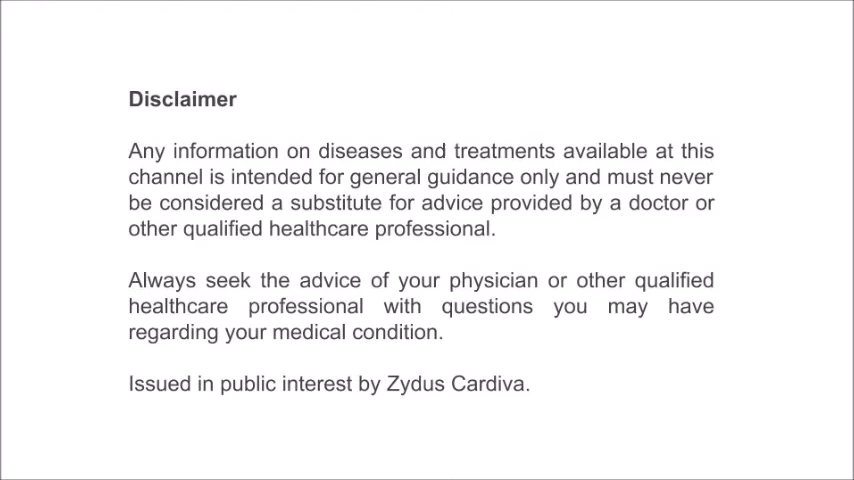 Disclaimer
Any information on diseases and treatments available at this
channel is intended for general guidance only and must never
be considered a substitute for advice provided by a doctor or
other qualified healthcare professional.
Always seek the advice of your physician or other qualified
healthcare professional with questions you may have
regarding your medical condition.
Issued in public interest by Zydus Cardiva.